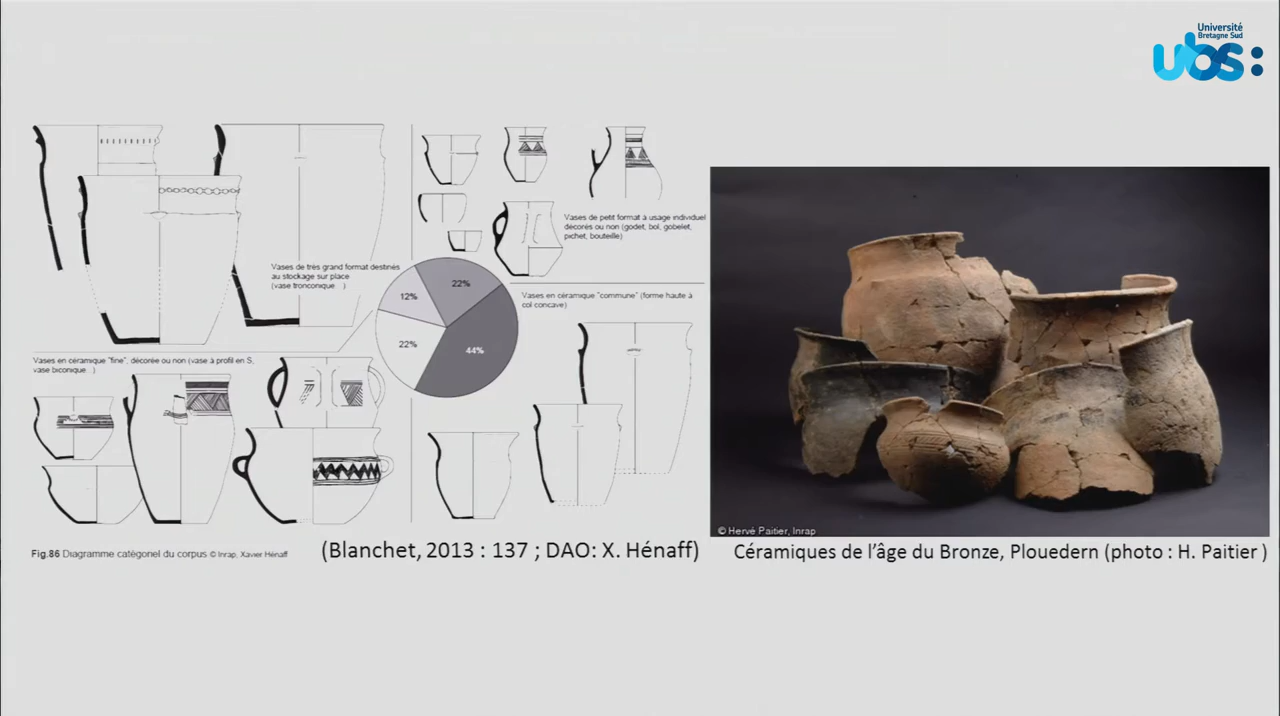 Université
Bretagne Sud
ubs:
Vases de petit format à usage individuel
décorés ou non (godet, bol, gobelet,
pichet, bouteille)
Vases de très grand format destinés
au stockage sur place
(vase tronconique...)
22%
12%
22%
44%
Vases en céramique "commune" (forme haute à
col concave)
Vases en céramique "fine", décorée ou non (vase à profil en S,
vase biconique...)
© Hervé Paitier, Inrap
Fig.86 Diagramme catégoriel du corpus © Inrap, Xavier Hénaff
(Blanchet, 2013 : 137 ; DAO: X. Hénaff)
Céramiques de l'âge du Bronze, Plouedern (photo : H. Paitier )